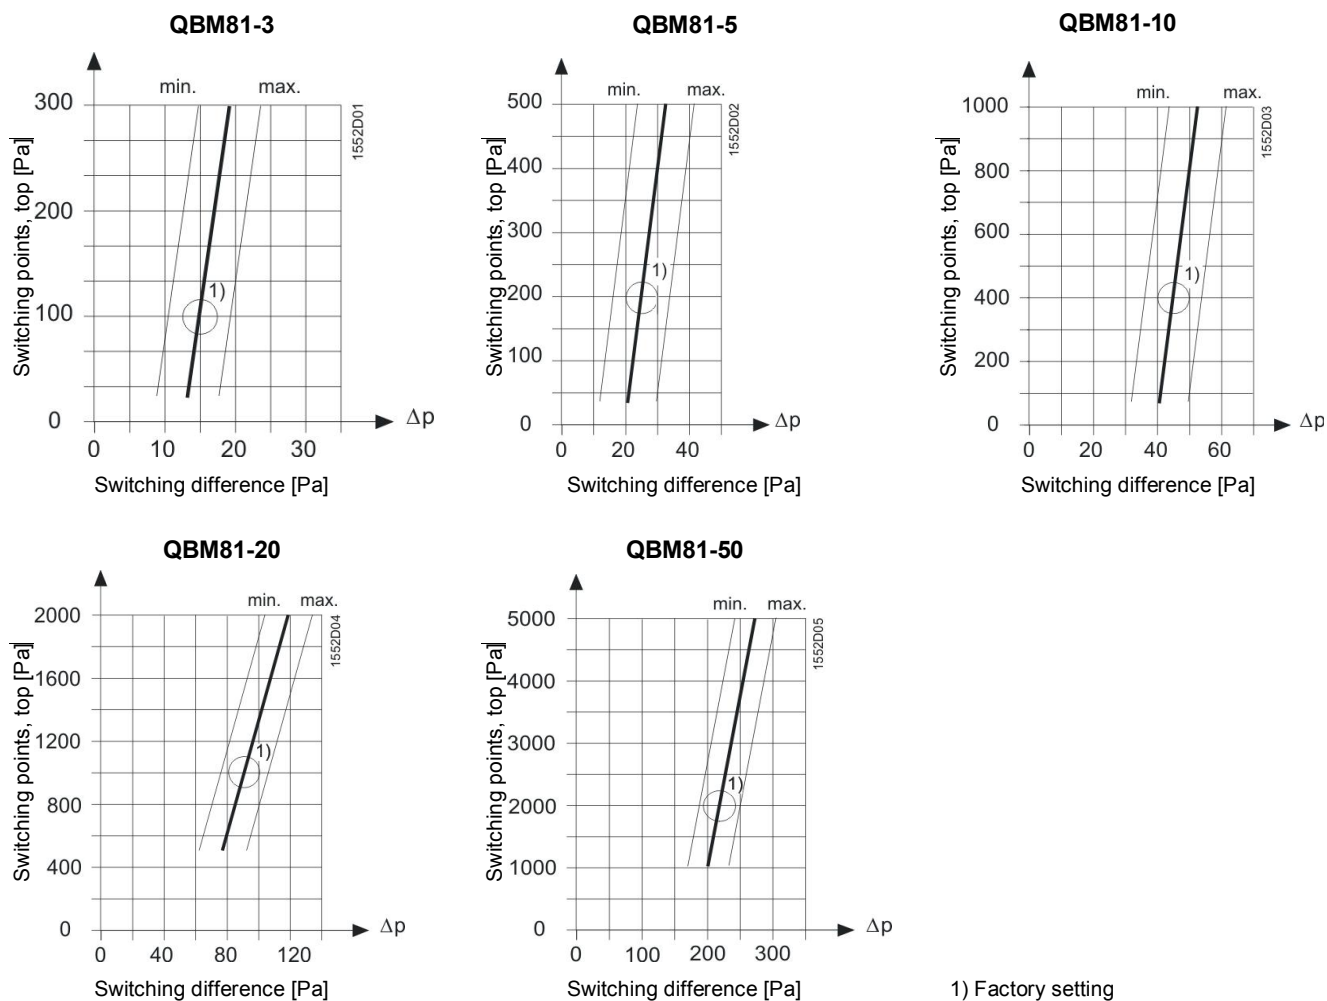 QBM81-3
min. max.
300
200
100
0
0 10 20 30
Δp
1552D01
Switching points, top [Pa]
Switching difference [Pa]
QBM81-5
min. max.
500
400
300
200
100
0
0 20 40
Δp
1552D02
1)
Switching points, top [Pa]
Switching difference [Pa]
QBM81-10
min. max.
1000
800
600
400
200
0
0 20 40 60
Δp
1552D03
1)
Switching points, top [Pa]
Switching difference [Pa]
1)
QBM81-20
min. max.
2000
1600
1200
800
400
0
0 40 80 120
Δp
1552D04
1)
Switching points, top [Pa]
Switching difference [Pa]
QBM81-50
min. max.
5000
4000
3000
2000
1000
0
0 100 200 300
Δp
1552D05
1)
Switching points, top [Pa]
Switching difference [Pa]
1) Factory setting